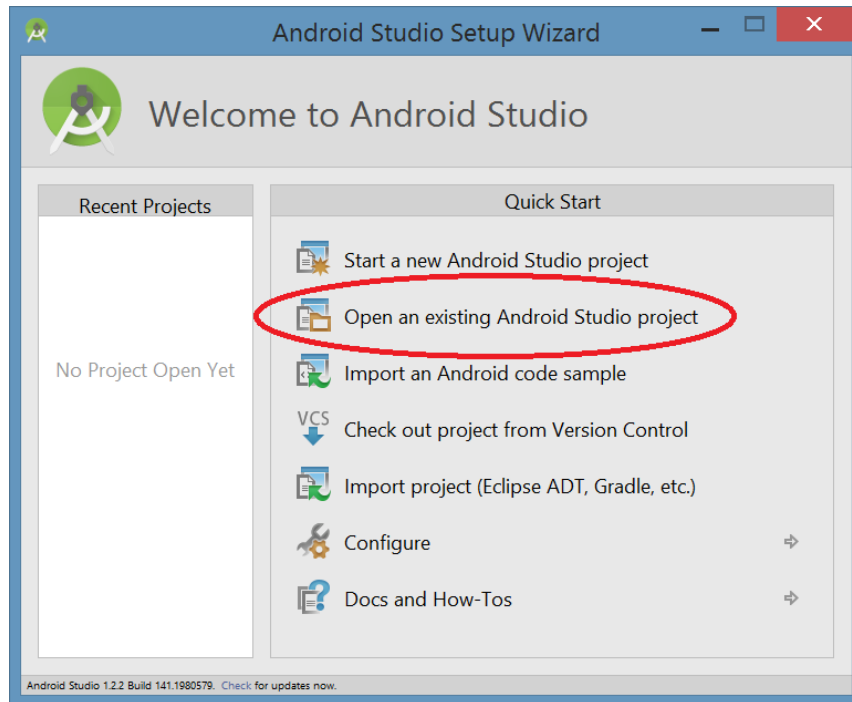 Android Studio Setup Wizard
Welcome to Android Studio
Recent Projects
No Project Open Yet
Quick Start
Start a new Android Studio project
Open an existing Android Studio project
Import an Android code sample
VCS
Check out project from Version Control
Import project (Eclipse ADT, Gradle, etc.)
Configure
Docs and How-Tos
Android Studio 1.2.2 Build 141.1980579. Check for updates now.